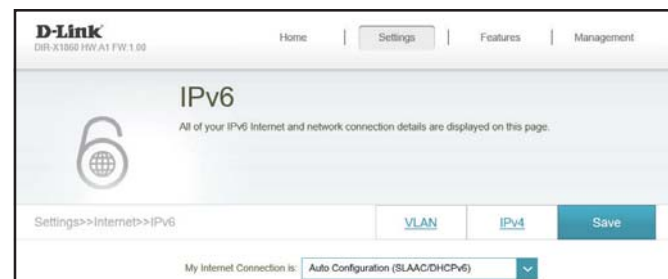 D-Link
DIR-X1860 HW:A1 FW:1.00
Home | Settings | Features | Management
IPv6
All of your IPv6 Internet and network connection details are displayed on this page.
Settings>>Internet>>IPv6
VLAN
IPv4
Save
My Internet Connection is: Auto Configuration (SLAAC/DHCPv6)